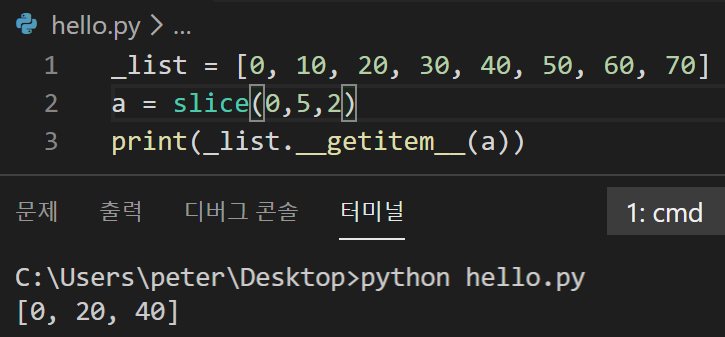 hello.py > ...
1 _list = [0, 10, 20, 30, 40, 50, 60, 70]
2 a = slice(0,5,2)
3 print(_list.__getitem__(a))
문제 출력 디버그 콘솔 터미널 1: cmd
C:\Users\peter\Desktop>python hello.py
[0, 20, 40]